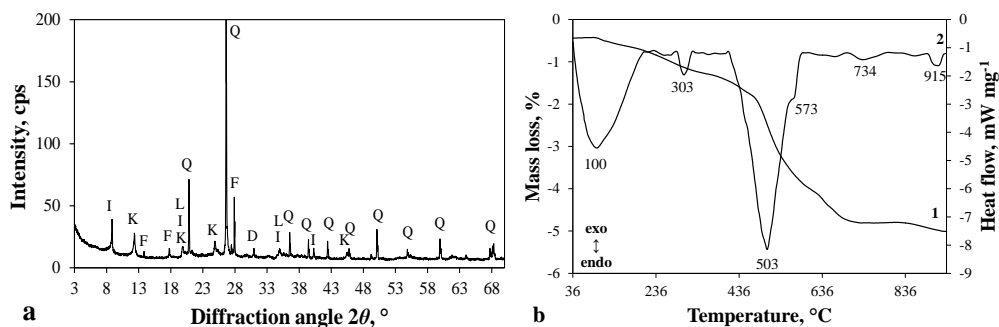 200
150
100
50
0
Intensity, cps
3 8 13 18 23 28 33 38 43 48 53 58 63 68
Diffraction angle 2θ, °
a
I
K
F
F
L
I
K
Q
K
Q
F
D
L
I
Q
Q
I
Q
K
Q
Q
Q
Q
Q
0
-1
-2
-3
-4
-5
-6
Mass loss, %
36 236 436 636 836
Temperature, °C
b
0
-1
-2
-3
-4
-5
-6
-7
-8
-9
Heat flow, mW mg-1
2
1
100
303
503
573
734
915
exo
↕
endo